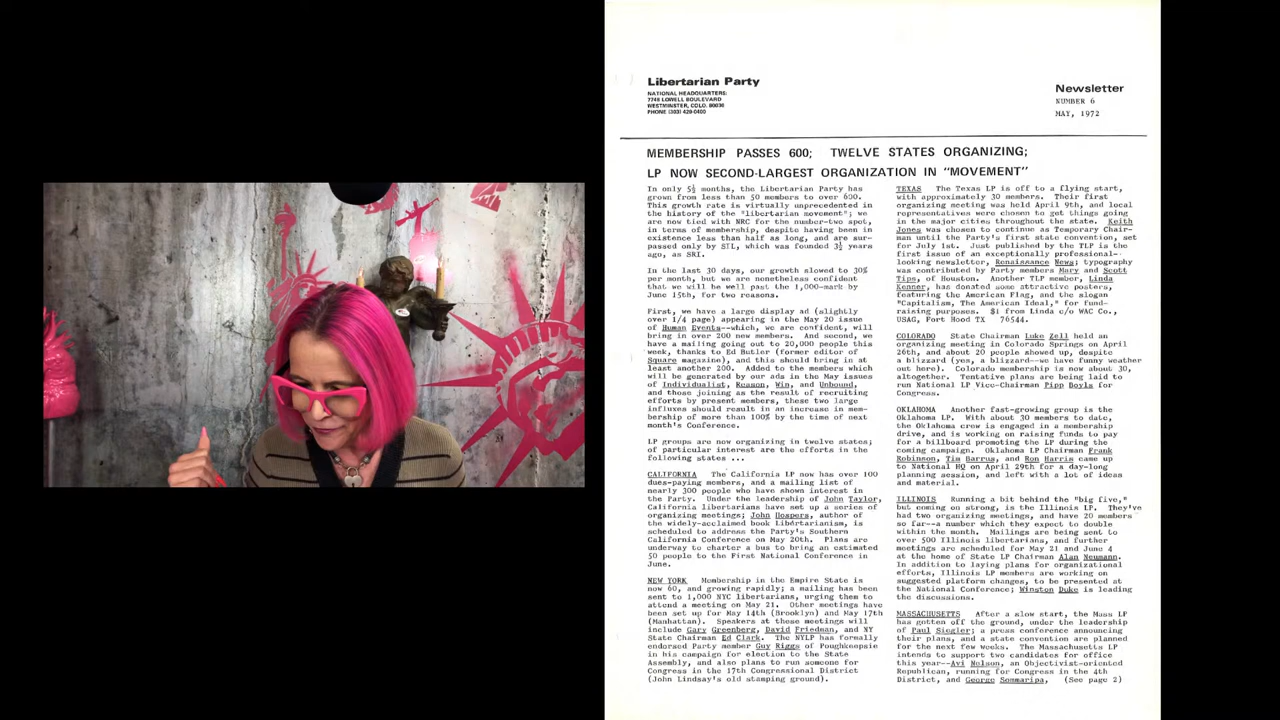 Libertarian Party
NATIONAL HEADQUARTERS:
7748 LOWELL BOULEVARD
WESTMINSTER, COLO. 80030
PHONE (303) 429-0400
Newsletter
NUMBER 6
MAY, 1972
MEMBERSHIP PASSES 600; TWELVE STATES ORGANIZING;
LP NOW SECOND-LARGEST ORGANIZATION IN "MOVEMENT"
In only 5½ months, the Libertarian Party has
grown from less than 50 members to over 600.
This growth rate is virtually unprecedented in
the history of the "libertarian movement"; we
are now tied with NRC for the number-two spot,
in terms of membership, despite having been in
existence less than half as long, and are sur-
passed only by SIL, which was founded 3½ years
ago, as SRI.
In the last 30 days, our growth slowed to 30%
per month, but we are nonetheless confident
that we will be well past the 1,000-mark by
June 15th, for two reasons.
First, we have a large display ad (slightly
over 1/4 page) appearing in the May 20 issue
of Human Events--which, we are confident, will
bring in over 200 new members. And second, we
have a mailing going out to 20,000 people this
week, thanks to Ed Butler (former editor of
Square magazine), and this should bring in at
least another 200. Added to the members which
will be generated by our ads in the May issues
of Individualist, Reason, Win, and Unbound,
and those joining as the result of recruiting
efforts by present members, these two large
influxes should result in an increase in mem-
bership of more than 100% by the time of next
month's Conference.
LP groups are now organizing in twelve states;
of particular interest are the efforts in the
following states ...
CALIFORNIA The California LP now has over 100
dues-paying members, and a mailing list of
nearly 300 people who have shown interest in
the Party. Under the leadership of John Taylor,
California libertarians have set up a series of
organizing meetings; John Hospers, author of
the widely-acclaimed book Libertarianism, is
scheduled to address the Party's Southern
California Conference on May 20th. Plans are
underway to charter a bus to bring an estimated
50 people to the First National Conference in
June.
NEW YORK Membership in the Empire State is
now 60, and growing rapidly; a mailing has been
sent to 1,000 NYC libertarians, urging them to
attend a meeting on May 21. Other meetings have
been set up for May 14th (Brooklyn) and May 17th
(Manhattan). Speakers at these meetings will
include Gary Greenberg, David Friedman, and NY
State Chairman Ed Clark. The NYLP has formally
endorsed Party member Guy Riggs of Poughkeepsie
in his campaign for election to the State
Assembly, and also plans to run someone for
Congress in the 17th Congressional District
(John Lindsay's old stamping ground).
TEXAS The Texas LP is off to a flying start,
with approximately 30 members. Their first
organizing meeting was held April 9th, and local
representatives were chosen to get things going
in the major cities throughout the state. Keith
Jones was chosen to continue as Temporary Chair-
man until the Party's first state convention, set
for July 1st. Just published by the TLP is the
first issue of an exceptionally professional-
looking newsletter, Renaissance News; typography
was contributed by Party members Mary and Scott
Tips, of Houston. Another TLP member, Linda
Kenner, has donated some attractive posters,
featuring the American Flag, and the slogan
"Capitalism, The American Ideal," for fund-
raising purposes. $1 from Linda c/o WAC Co.,
USAG, Fort Hood TX 76544.
COLORADO State Chairman Luke Zell held an
organizing meeting in Colorado Springs on April
26th, and about 20 people showed up, despite
a blizzard (yes, a blizzard--we have funny weather
out here). Colorado membership is now about 30,
altogether. Tentative plans are being laid to
run National LP Vice-Chairman Pipp Boyls for
Congress.
OKLAHOMA Another fast-growing group is the
Oklahoma LP. With about 30 members to date,
the Oklahoma crew is engaged in a membership
drive, and is working on raising funds to pay
for a billboard promoting the LP during the
coming campaign. Oklahoma LP Chairman Frank
Robinson, Tim Barrus, and Ron Harris came up
to National HQ on April 29th for a day-long
planning session, and left with a lot of ideas
and material.
ILLINOIS Running a bit behind the "big five,"
but coming on strong, is the Illinois LP. They've
had two organizing meetings, and have 20 members
so far--a number which they expect to double
within the month. Mailings are being sent to
over 500 Illinois libertarians, and further
meetings are scheduled for May 21 and June 4
at the home of State LP Chairman Alan Neumann.
In addition to laying plans for organizational
efforts, Illinois LP members are working on
suggested platform changes, to be presented at
the National Conference; Winston Duke is leading
the discussions.
MASSACHUSETTS After a slow start, the Mass LP
has gotten off the ground, under the leadership
of Paul Siegler; a press conference announcing
their plans, and a state convention are planned
for the next few weeks. The Massachusetts LP
intends to support two candidates for office
this year--Avi Nelson, an Objectivist-oriented
Republican, running for Congress in the 4th
District, and George Sommaripa, (See page 2)